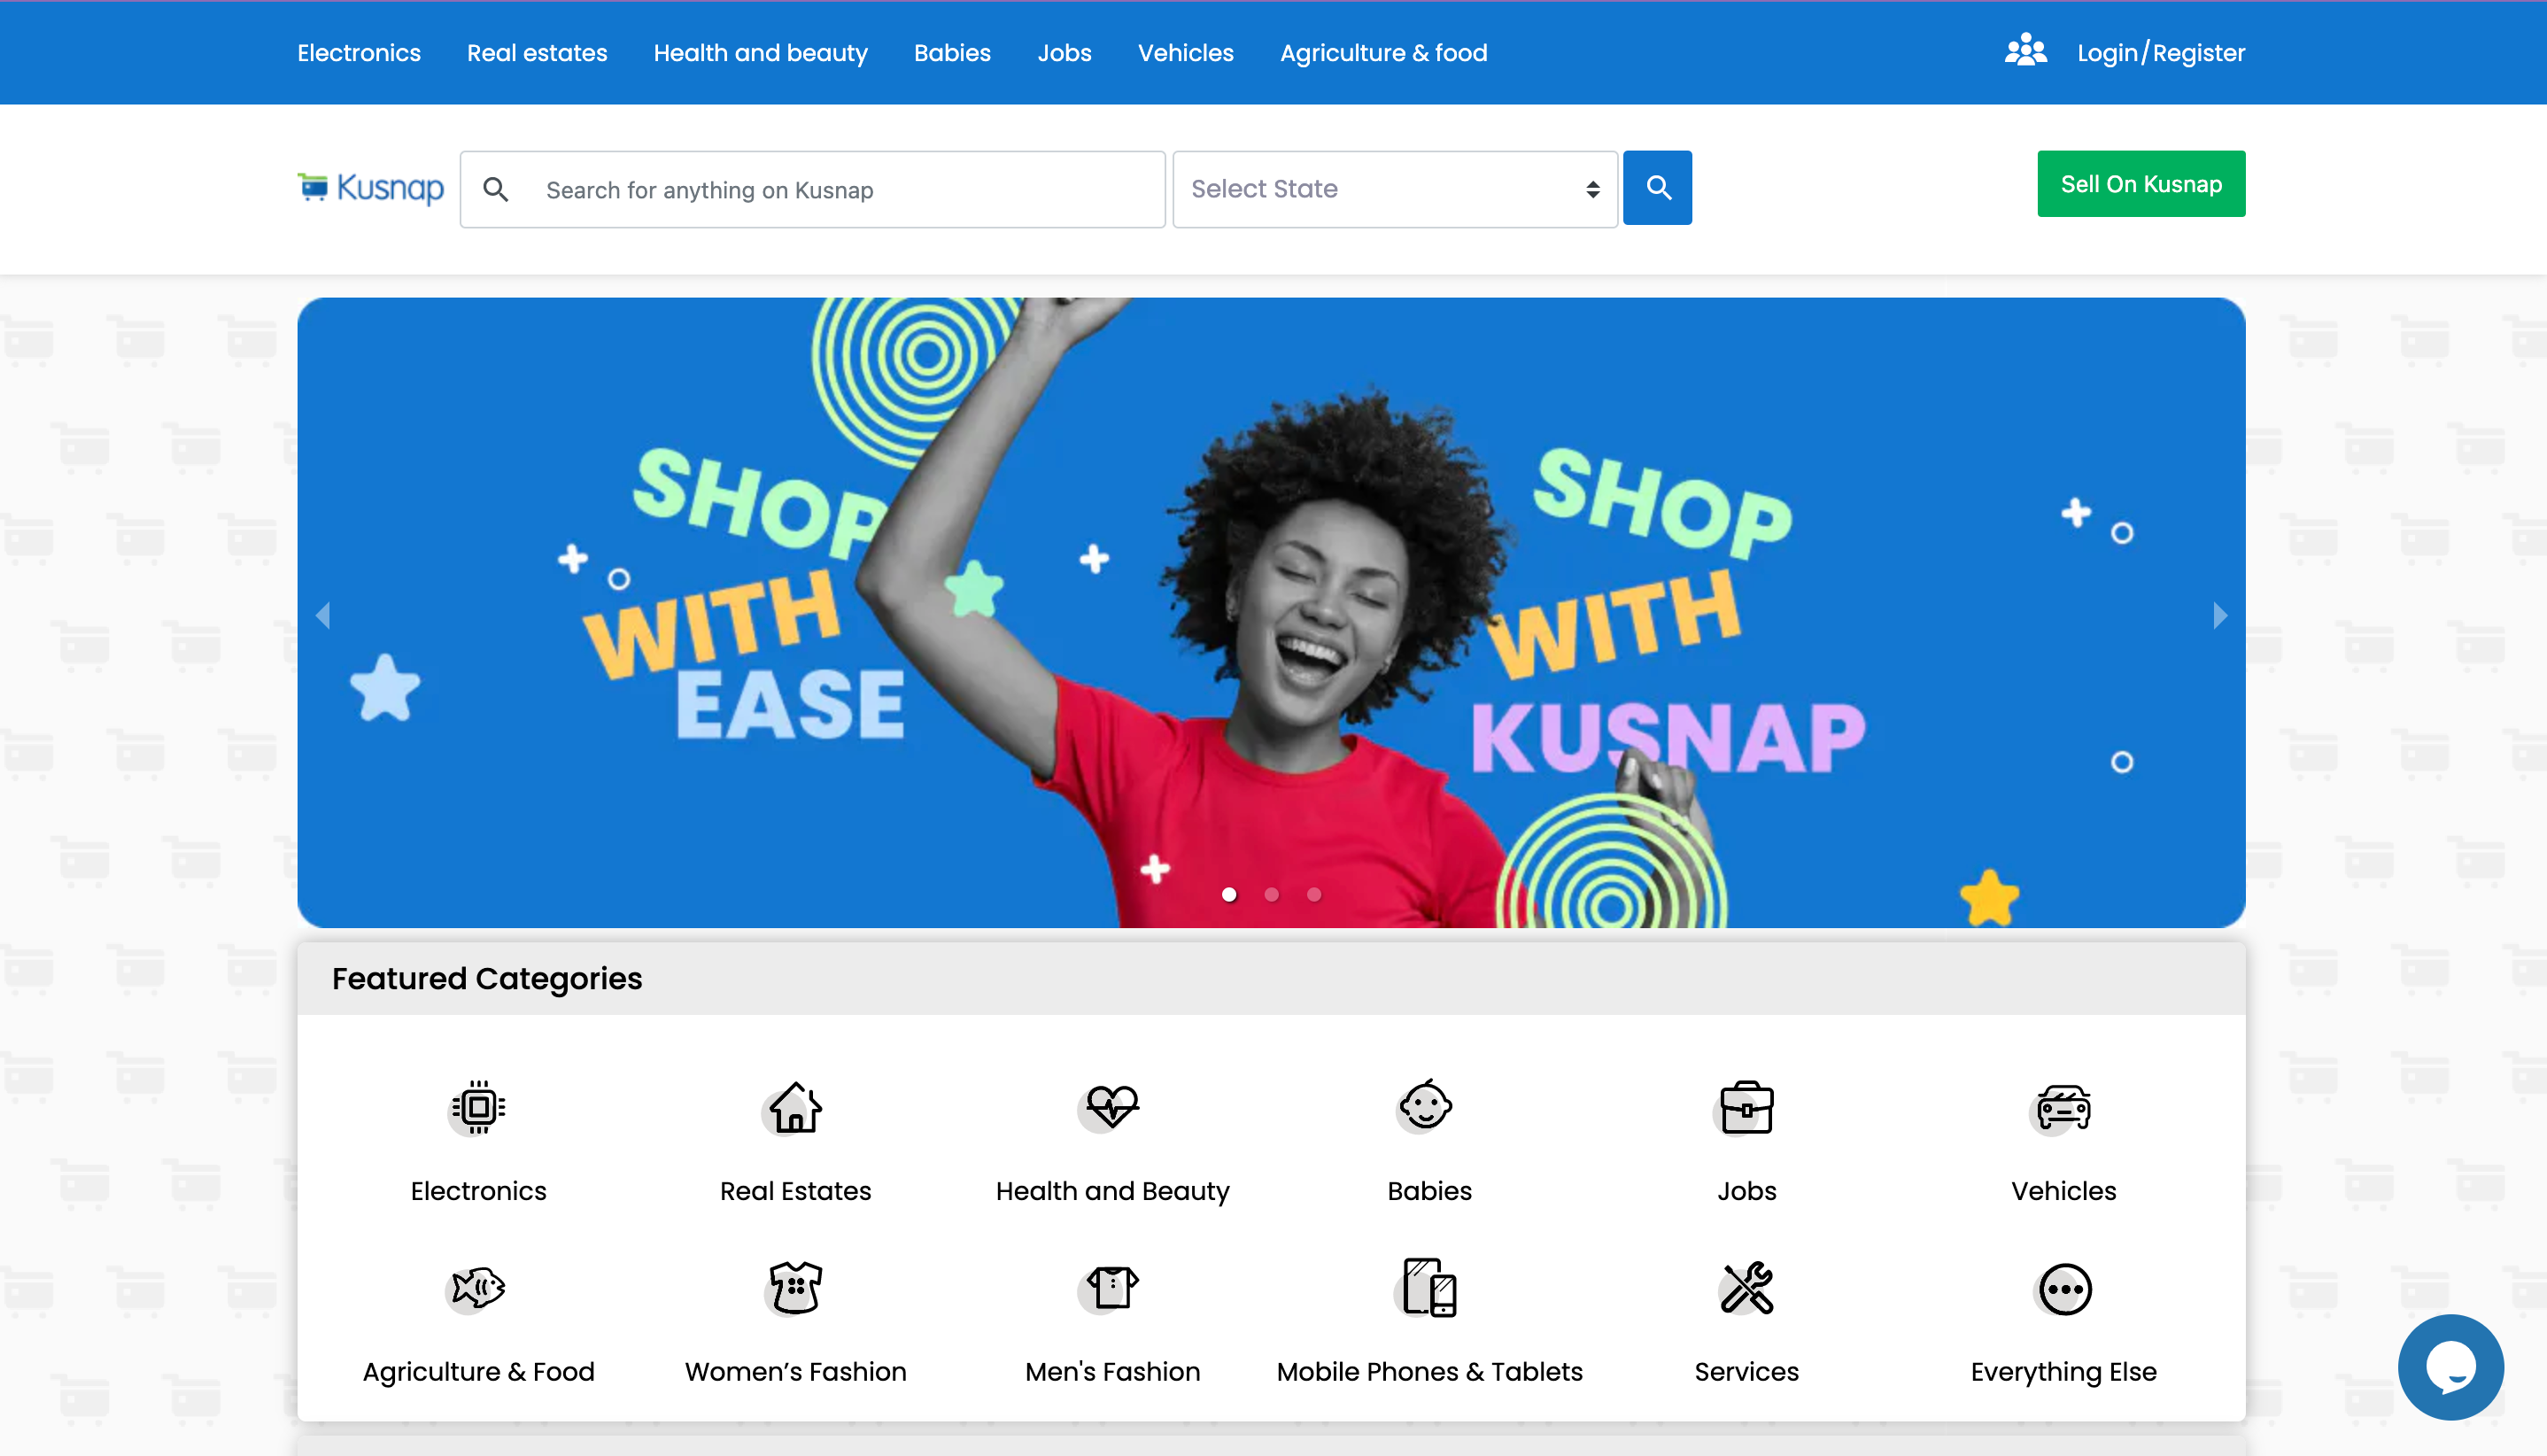 Electronics Real estates Health and beauty Babies Jobs Vehicles Agriculture & food Login/Register
Kusnap Search for anything on Kusnap Select State Sell On Kusnap
SHOP
WITH
EASE
SHOP
WITH
KUSNAP
Featured Categories
Electronics Real Estates Health and Beauty Babies Jobs Vehicles
Agriculture & Food Women’s Fashion Men's Fashion Mobile Phones & Tablets Services Everything Else